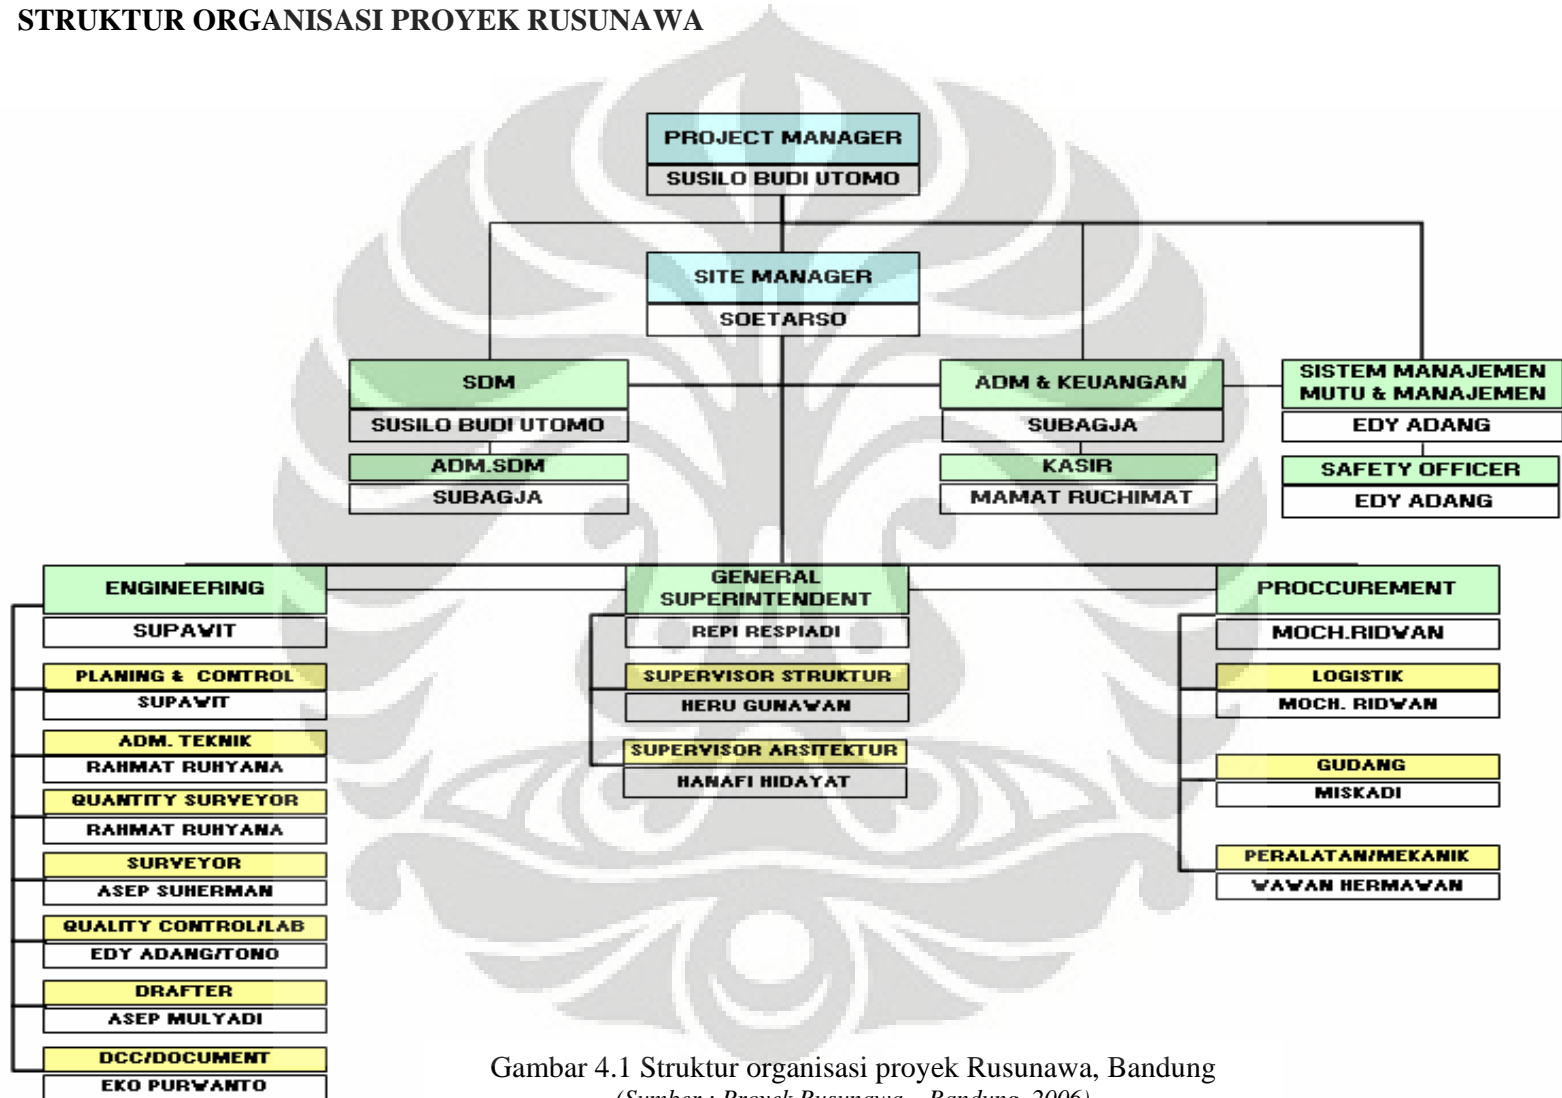 STRUKTUR ORGANISASI PROYEK RUSUNAWA
PROJECT MANAGER
SUSILO BUDI UTOMO
SITE MANAGER
SOETARSO
SDM
SUSILO BUDI UTOMO
ADM.SDM
SUBAGJA
ADM & KEUANGAN
SUBAGJA
KASIR
MAMAT RUCHIMAT
SISTEM MANAJEMEN
MUTU & MANAJEMEN
EDY ADANG
SAFETY OFFICER
EDY ADANG
ENGINEERING
SUPAWIT
PLANING & CONTROL
SUPAWIT
ADM. TEKNIK
RAHMAT RUHYANA
QUANTITY SURVEYOR
RAHMAT RUHYANA
SURVEYOR
ASEP SUHERMAN
QUALITY CONTROL/LAB
EDY ADANG/TONO
DRAFTER
ASEP MULYADI
DCC/DOCUMENT
EKO PURWANTO
GENERAL
SUPERINTENDENT
REPI RESPIADI
SUPERVISOR STRUKTUR
HERU GUNAWAN
SUPERVISOR ARSITEKTUR
HANAFI HIDAYAT
PROCCUREMENT
MOCH.RIDWAN
LOGISTIK
MOCH. RIDWAN
GUDANG
MISKADI
PERALATAN/MEKANIK
WAWAN HERMAWAN
Gambar 4.1 Struktur organisasi proyek Rusunawa, Bandung
(Sumber : Proyek Rusunawa – Bandung, 2006)